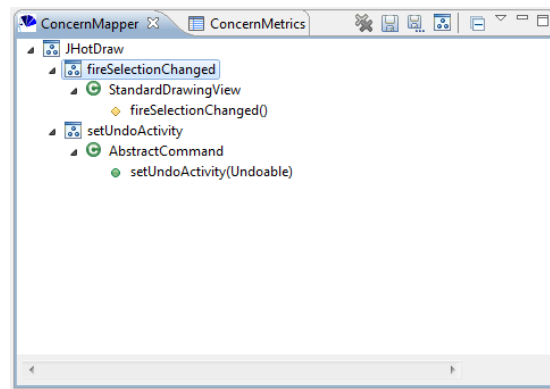 ConcernMapper ConcernMetrics
JHotDraw
fireSelectionChanged
StandardDrawingView
fireSelectionChanged()
setUndoActivity
AbstractCommand
setUndoActivity(Undoable)